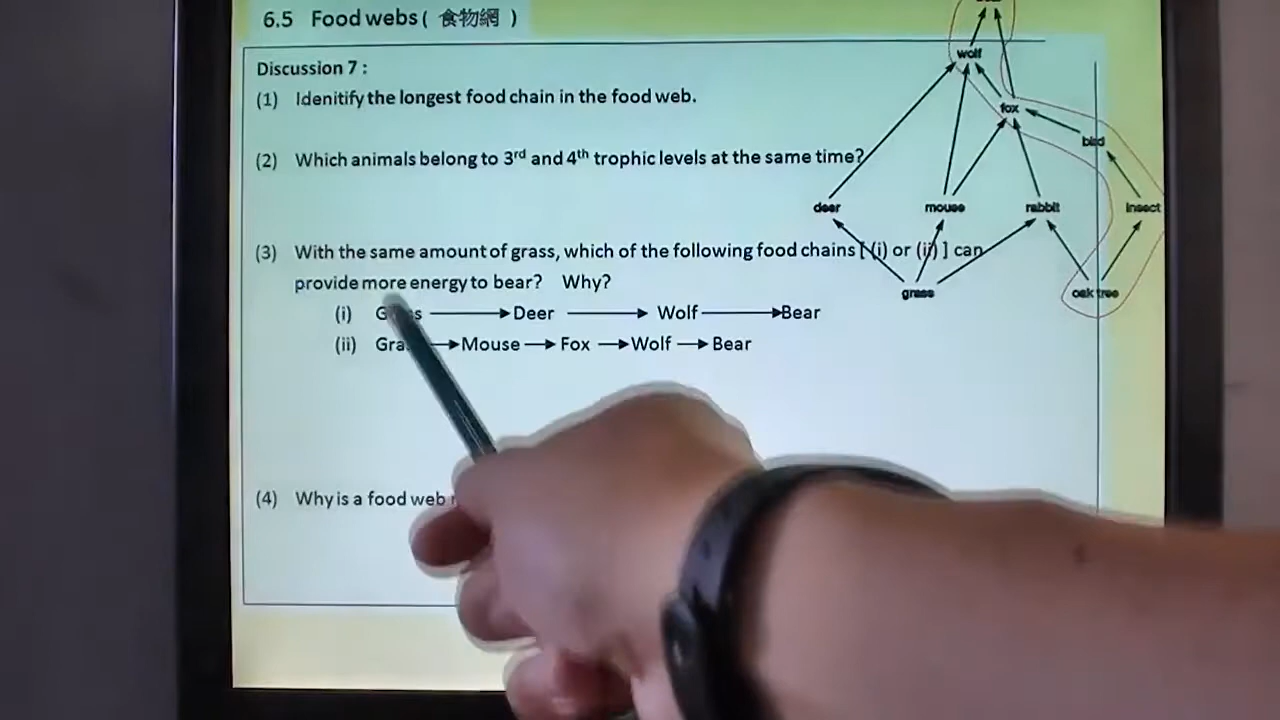 6.5 Food webs ( 食物網 )
Discussion 7 :
(1) Idenitify the longest food chain in the food web.
(2) Which animals belong to 3rd and 4th trophic levels at the same time?
(3) With the same amount of grass, which of the following food chains [ (i) or (ii) ] can
provide more energy to bear? Why?
(i) Deer Wolf Bear
(ii) Mouse Fox Wolf Bear
(4) Why is a food web
wolf
fox
bird
deer mouse rabbit insect
grass oak tree